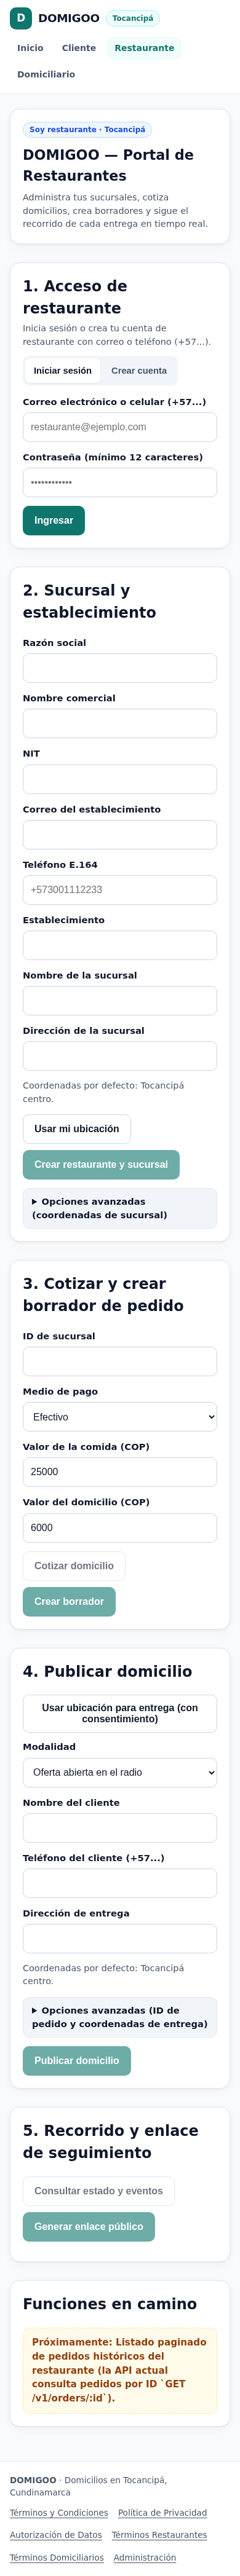 D DOMIGOO Tocancipá
Inicio Cliente Restaurante
Domiciliario
Soy restaurante · Tocancipá
DOMIGOO — Portal de
Restaurantes
Administra tus sucursales, cotiza
domicilios, crea borradores y sigue el
recorrido de cada entrega en tiempo real.
1. Acceso de
restaurante
Inicia sesión o crea tu cuenta de
restaurante con correo o teléfono (+57...).
Iniciar sesión Crear cuenta
Correo electrónico o celular (+57...)
restaurante@ejemplo.com
Contraseña (mínimo 12 caracteres)
••••••••••••
Ingresar
2. Sucursal y
establecimiento
Razón social
Nombre comercial
NIT
Correo del establecimiento
Teléfono E.164
+573001112233
Establecimiento
Nombre de la sucursal
Dirección de la sucursal
Coordenadas por defecto: Tocancipá
centro.
Usar mi ubicación
Crear restaurante y sucursal
▶ Opciones avanzadas
(coordenadas de sucursal)
3. Cotizar y crear
borrador de pedido
ID de sucursal
Medio de pago
Efectivo
Valor de la comida (COP)
25000
Valor del domicilio (COP)
6000
Cotizar domicilio
Crear borrador
4. Publicar domicilio
Usar ubicación para entrega (con
consentimiento)
Modalidad
Oferta abierta en el radio
Nombre del cliente
Teléfono del cliente (+57...)
Dirección de entrega
Coordenadas por defecto: Tocancipá
centro.
▶ Opciones avanzadas (ID de
pedido y coordenadas de entrega)
Publicar domicilio
5. Recorrido y enlace
de seguimiento
Consultar estado y eventos
Generar enlace público
Funciones en camino
Próximamente: Listado paginado
de pedidos históricos del
restaurante (la API actual
consulta pedidos por ID `GET
/v1/orders/:id`).
DOMIGOO · Domicilios en Tocancipá,
Cundinamarca
Términos y Condiciones Política de Privacidad
Autorización de Datos Términos Restaurantes
Términos Domiciliarios Administración